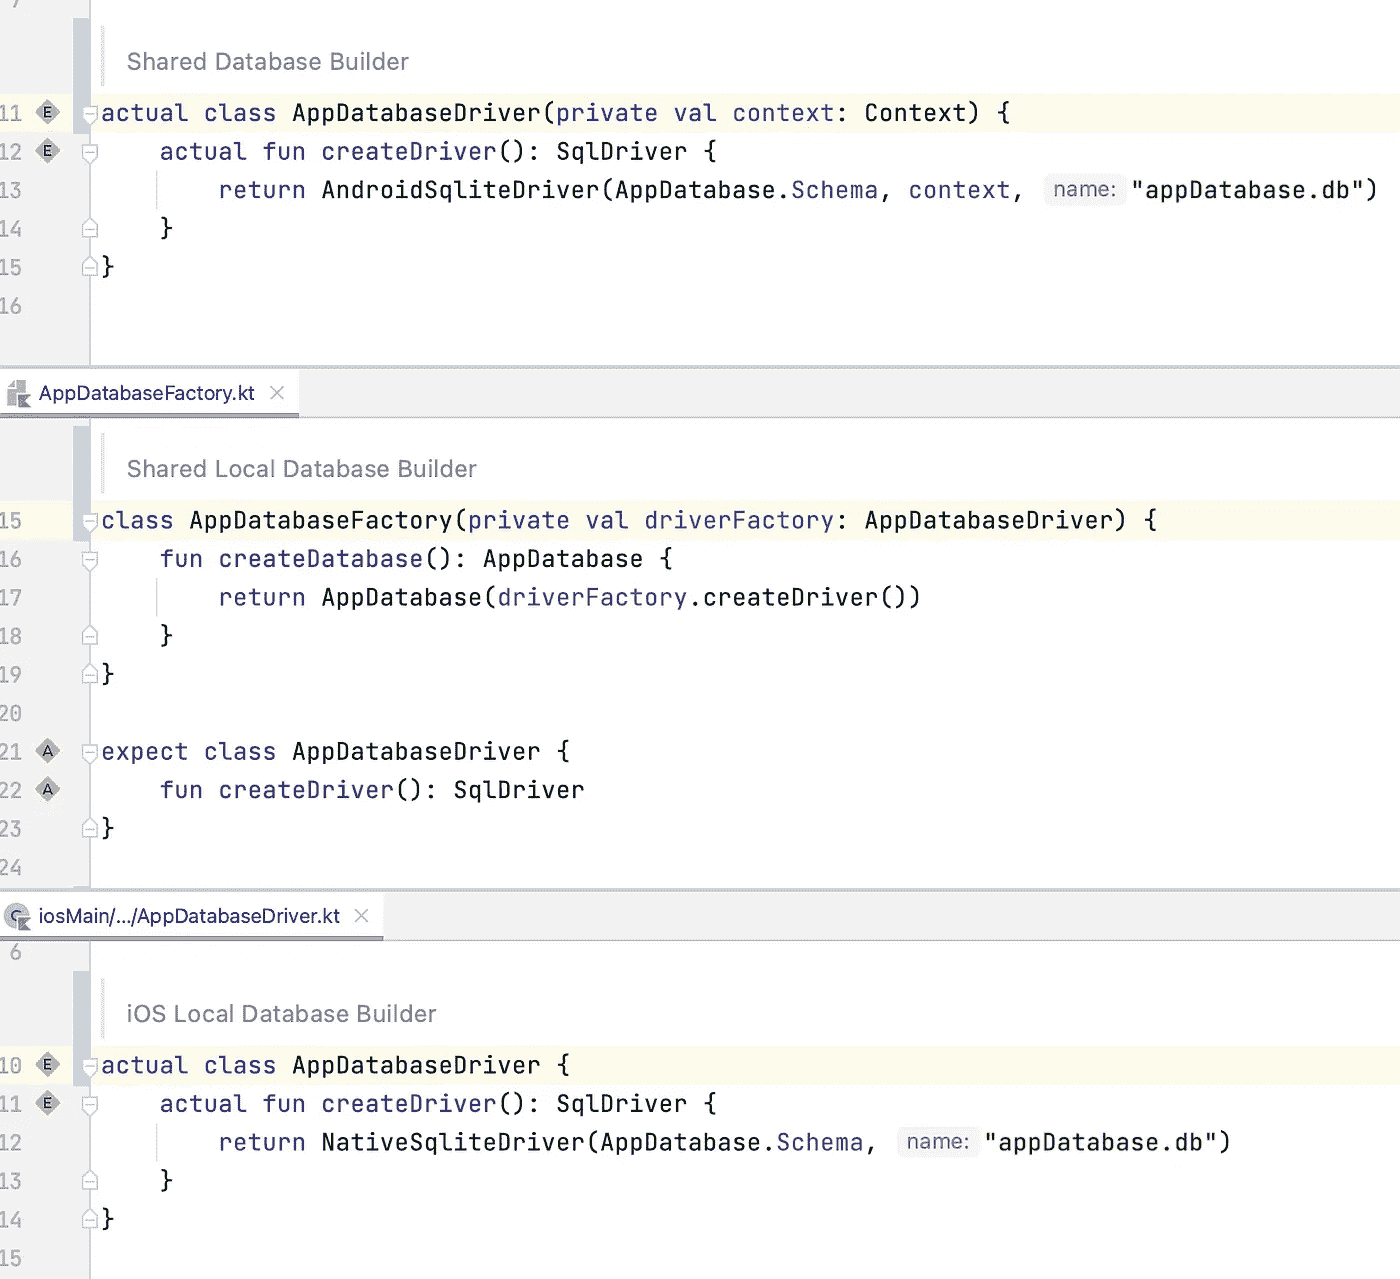 7
Shared Database Builder
11 E actual class AppDatabaseDriver(private val context: Context) {
12 E actual fun createDriver(): SqlDriver {
13 return AndroidSqliteDriver(AppDatabase.Schema, context, name: "appDatabase.db")
14 }
15 }
16
AppDatabaseFactory.kt
Shared Local Database Builder
15 class AppDatabaseFactory(private val driverFactory: AppDatabaseDriver) {
16 fun createDatabase(): AppDatabase {
17 return AppDatabase(driverFactory.createDriver())
18 }
19 }
20
21 A expect class AppDatabaseDriver {
22 A fun createDriver(): SqlDriver
23 }
24
iosMain/.../AppDatabaseDriver.kt
6
iOS Local Database Builder
10 E actual class AppDatabaseDriver {
11 E actual fun createDriver(): SqlDriver {
12 return NativeSqliteDriver(AppDatabase.Schema, name: "appDatabase.db")
13 }
14 }
15